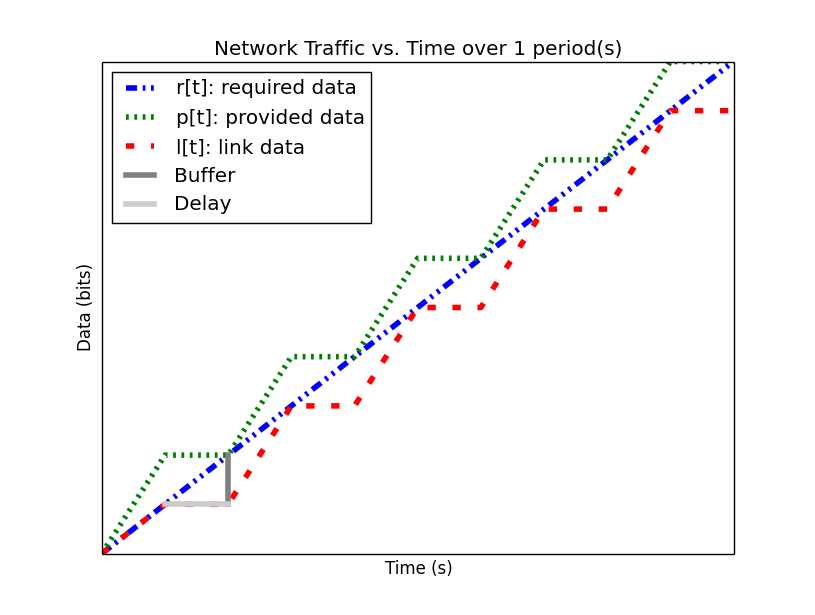 Network Traffic vs. Time over 1 period(s)
r[t]: required data
p[t]: provided data
l[t]: link data
Buffer
Delay
Data (bits)
Time (s)